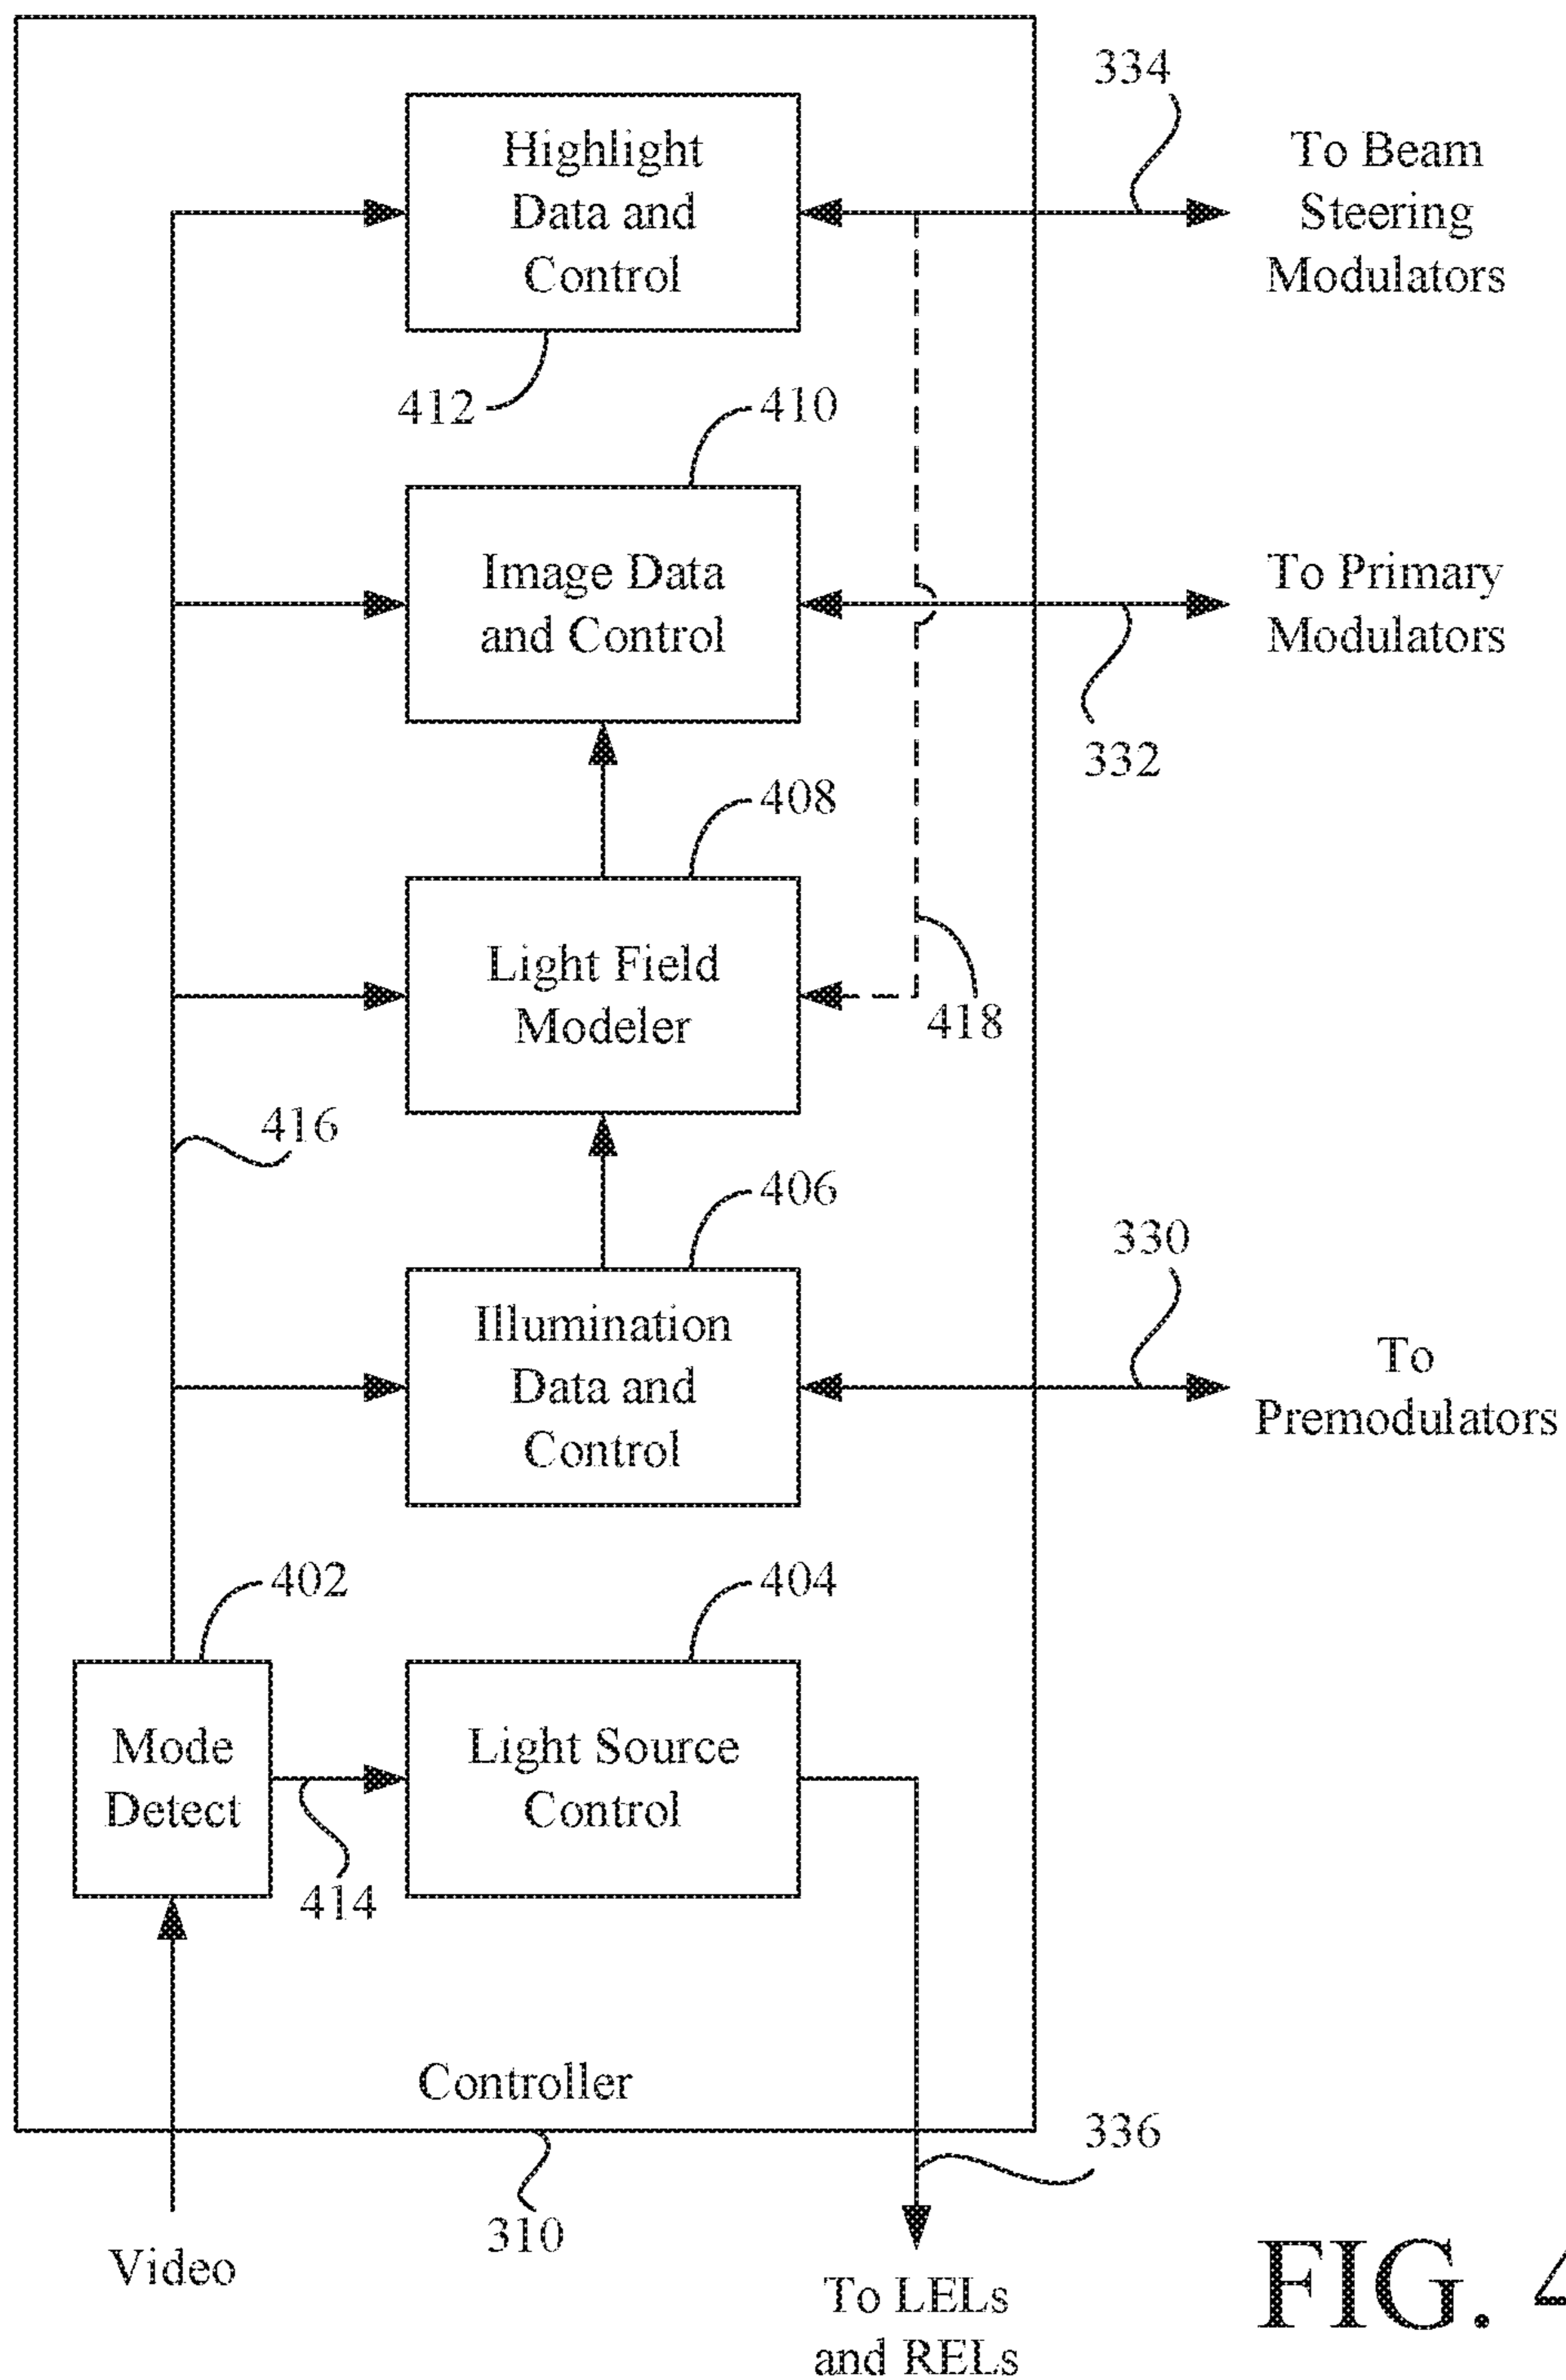 334
Highlight
Data and
Control
To Beam
Steering
Modulators
412
410
Image Data
and Control
To Primary
Modulators
332
408
Light Field
Modeler
418
416
406
330
Illumination
Data and
Control
To
Premodulators
402
404
Mode
Detect
Light Source
Control
414
Controller
336
310
Video
To LELs
and RELs
FIG. 4